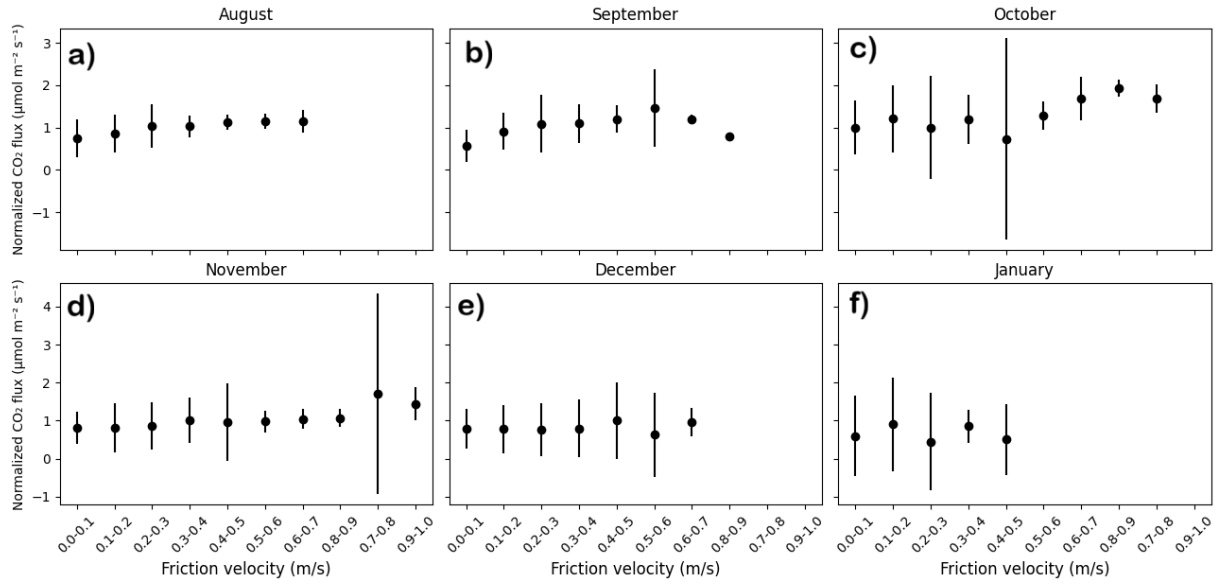 August
September
October
a)
b)
c)
3
2
1
0
−1
Normalized CO₂ flux (μmol m⁻² s⁻¹)
November
December
January
d)
e)
f)
4
3
2
1
0
−1
Normalized CO₂ flux (μmol m⁻² s⁻¹)
0.0-0.1
0.1-0.2
0.2-0.3
0.3-0.4
0.4-0.5
0.5-0.6
0.6-0.7
0.8-0.9
0.7-0.8
0.9-1.0
0.0-0.1
0.1-0.2
0.2-0.3
0.3-0.4
0.4-0.5
0.5-0.6
0.6-0.7
0.8-0.9
0.7-0.8
0.9-1.0
0.0-0.1
0.1-0.2
0.2-0.3
0.3-0.4
0.4-0.5
0.5-0.6
0.6-0.7
0.8-0.9
0.7-0.8
0.9-1.0
Friction velocity (m/s)
Friction velocity (m/s)
Friction velocity (m/s)